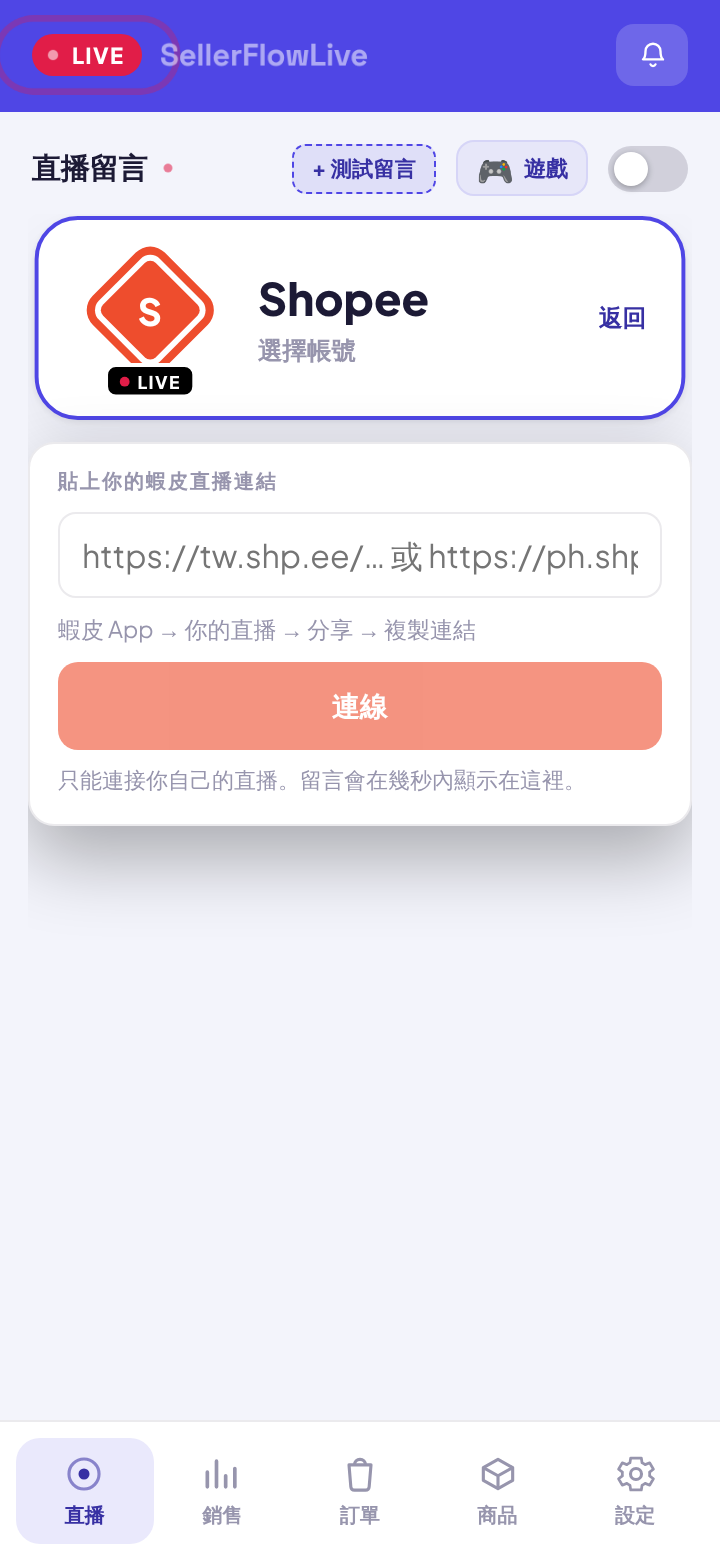 LIVE SellerFlowLive
直播留言
+ 測試留言
🎮 遊戲
S
LIVE
Shopee
選擇帳號
返回
貼上你的蝦皮直播連結
https://tw.shp.ee/… 或 https://ph.shp
蝦皮 App → 你的直播 → 分享 → 複製連結
連線
只能連接你自己的直播。留言會在幾秒內顯示在這裡。
直播
銷售
訂單
商品
設定